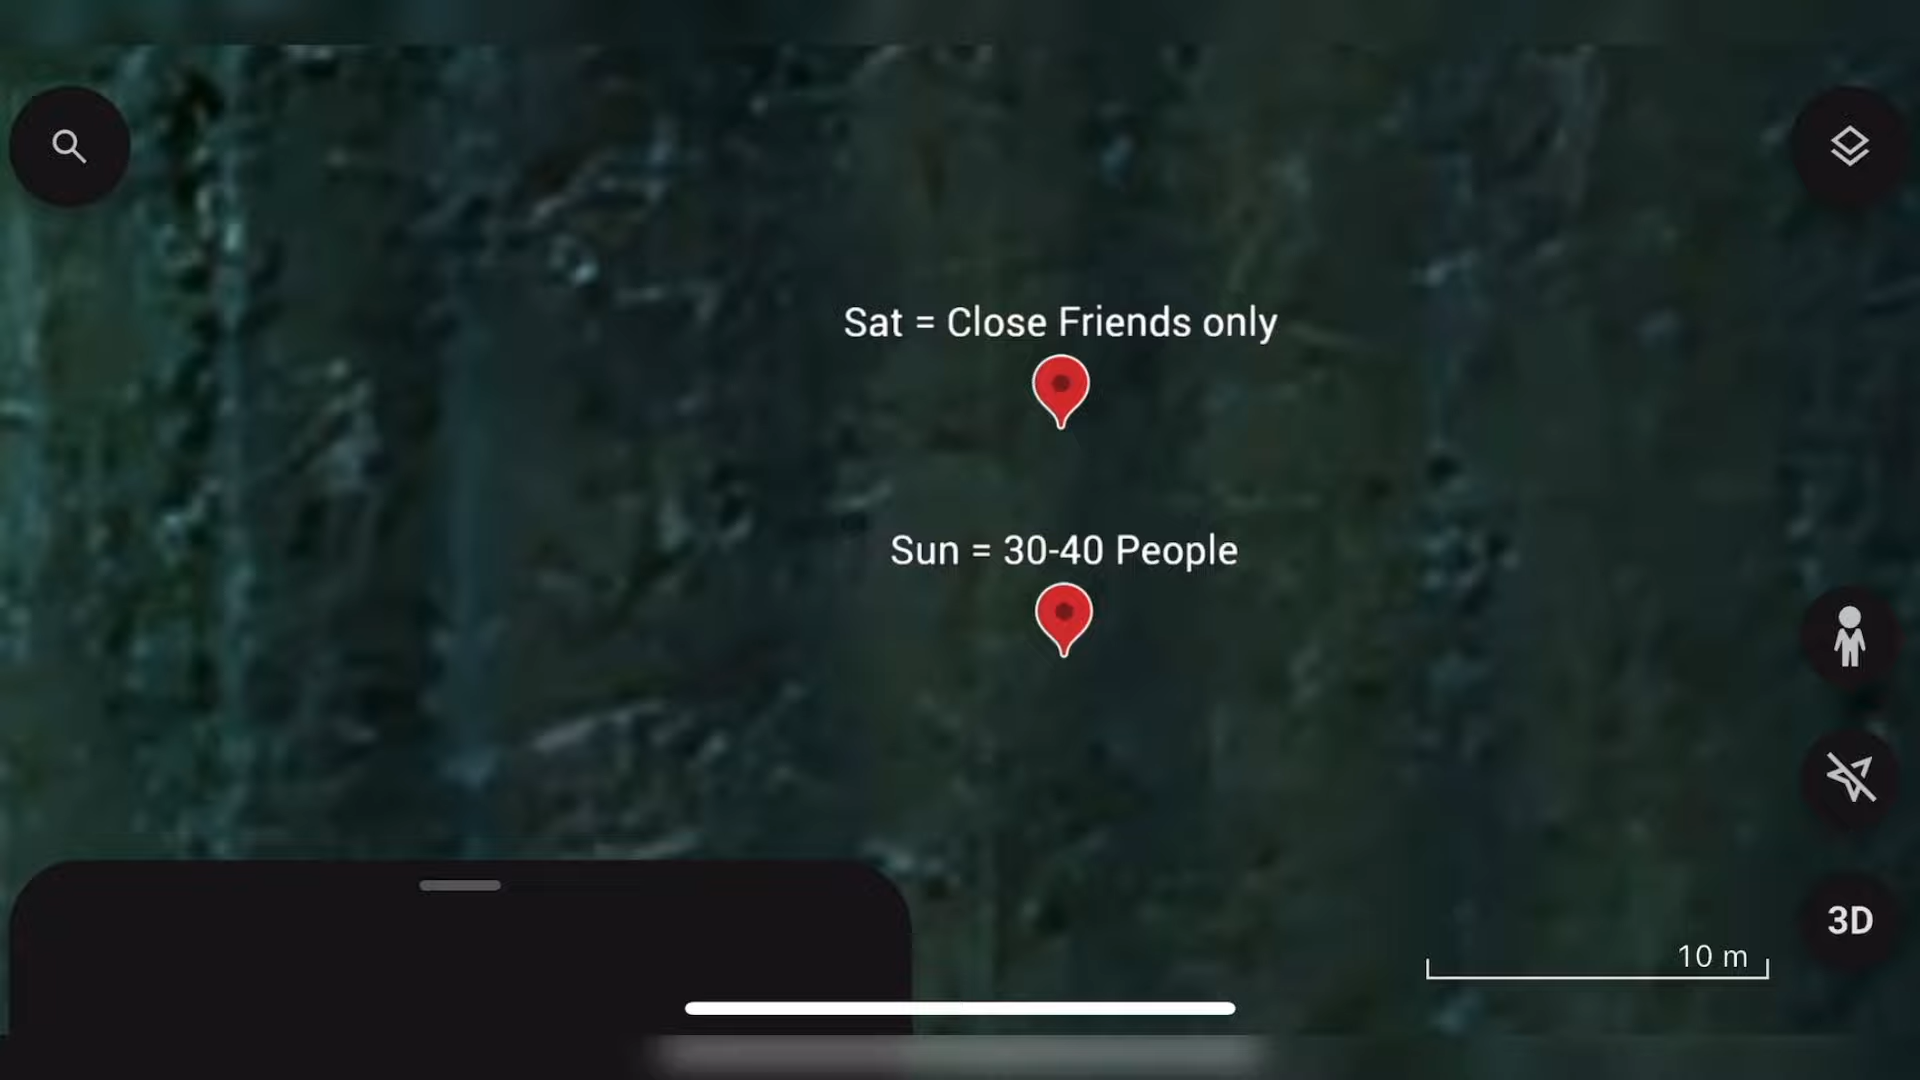 Sat = Close Friends only
Sun = 30-40 People
3D
10 m